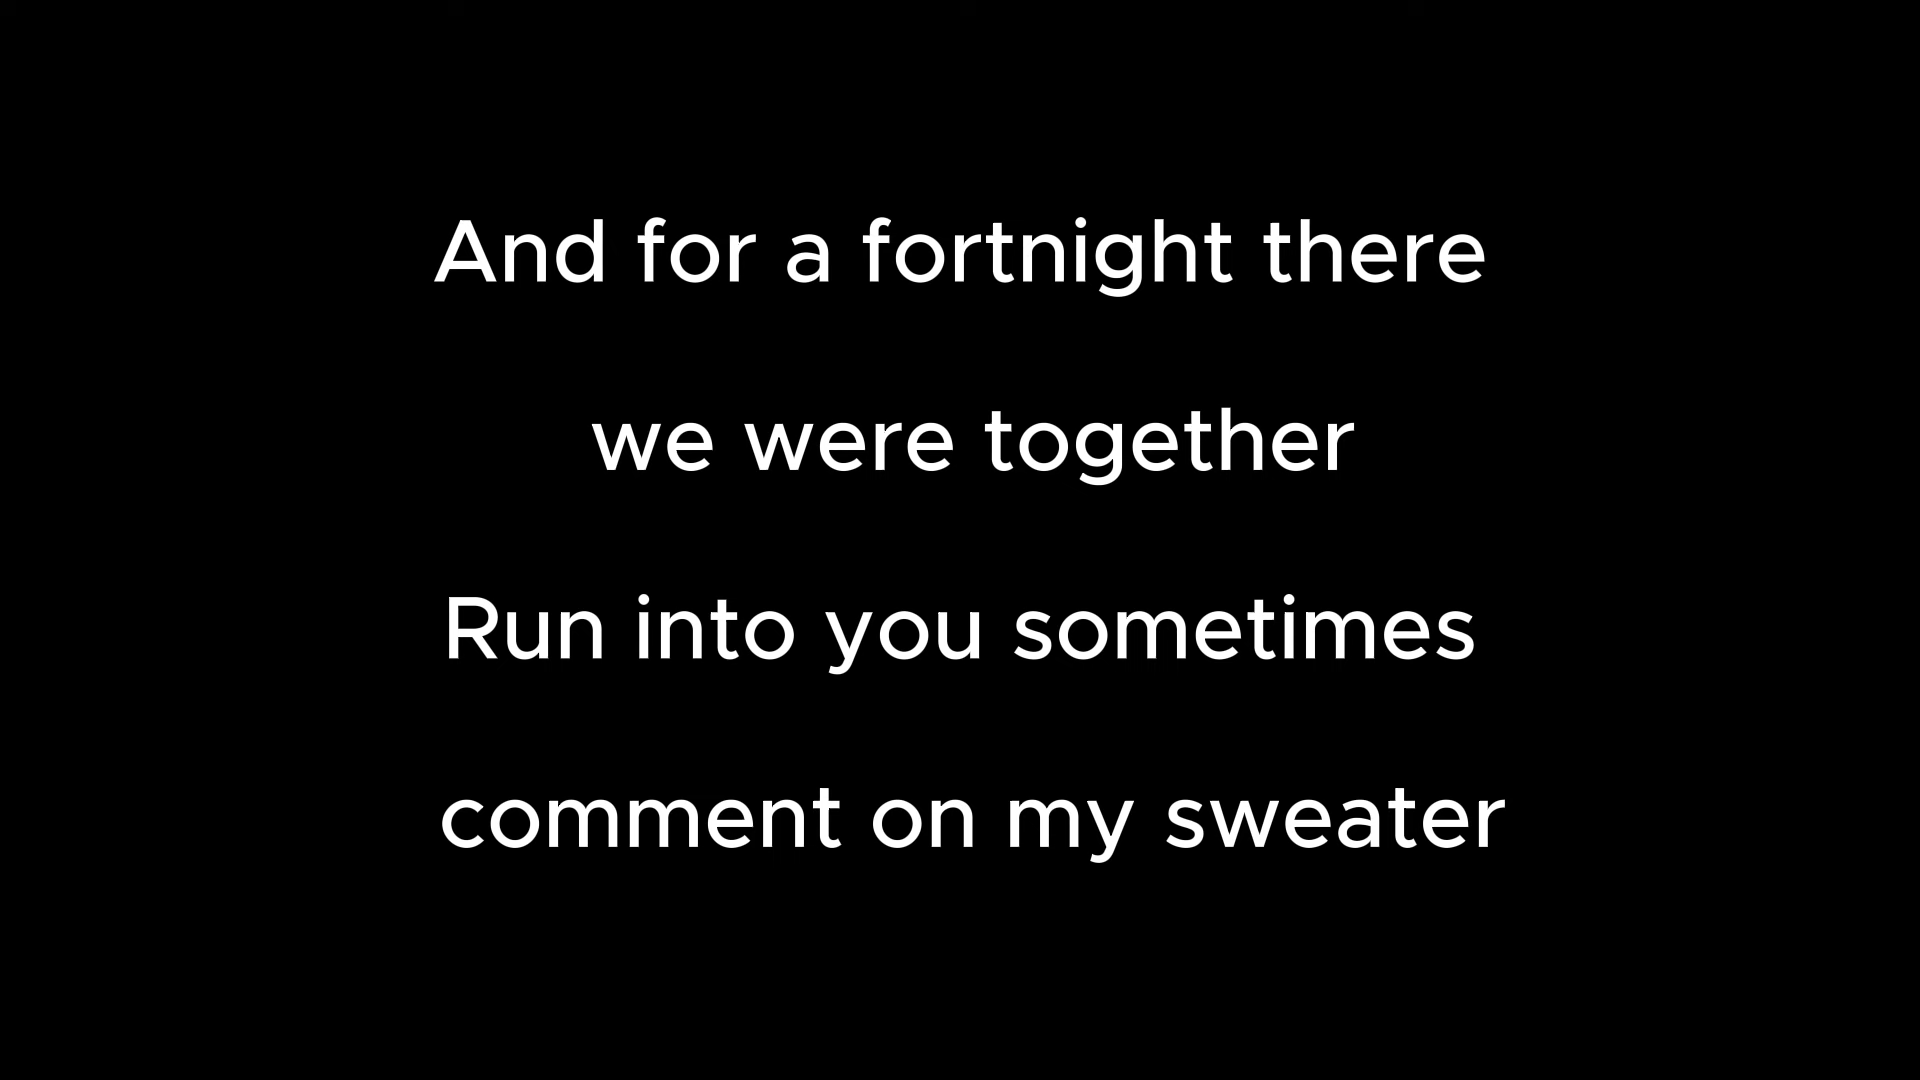 And for a fortnight there
we were together
Run into you sometimes
comment on my sweater